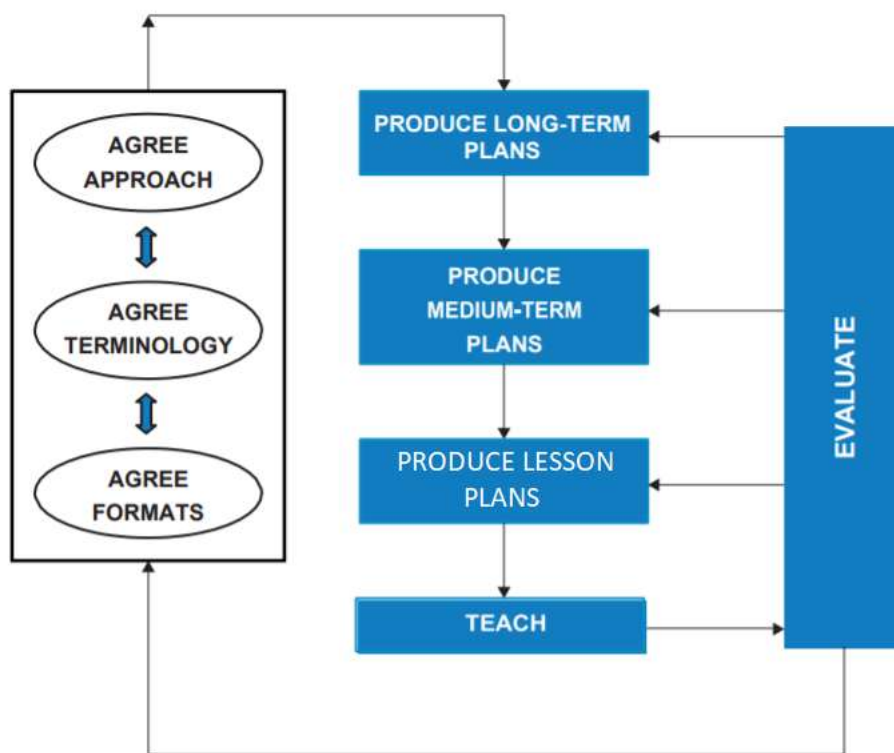 AGREE
APPROACH
AGREE
TERMINOLOGY
AGREE
FORMATS
PRODUCE LONG-TERM
PLANS
PRODUCE
MEDIUM-TERM
PLANS
PRODUCE LESSON
PLANS
TEACH
EVALUATE